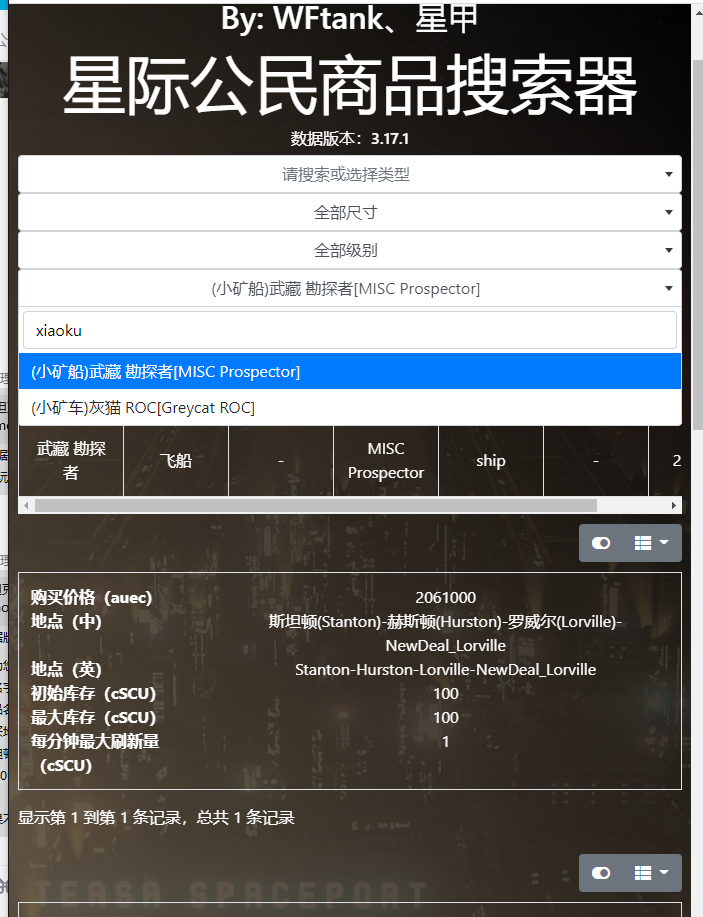 By: WFtank、星甲
星际公民商品搜索器
数据版本：3.17.1
请搜索或选择类型
全部尺寸
全部级别
(小矿船)武藏 勘探者[MISC Prospector]
xiaoku
(小矿船)武藏 勘探者[MISC Prospector]
(小矿车)灰猫 ROC[Greycat ROC]
武藏 勘探者 飞船 - MISC Prospector ship - 2
购买价格（auec） 2061000
地点（中） 斯坦顿(Stanton)-赫斯顿(Hurston)-罗威尔(Lorville)-
NewDeal_Lorville
地点（英） Stanton-Hurston-Lorville-NewDeal_Lorville
初始库存（cSCU） 100
最大库存（cSCU） 100
每分钟最大刷新量 1
（cSCU）
显示第 1 到第 1 条记录，总共 1 条记录
TEASA SPACEPORT